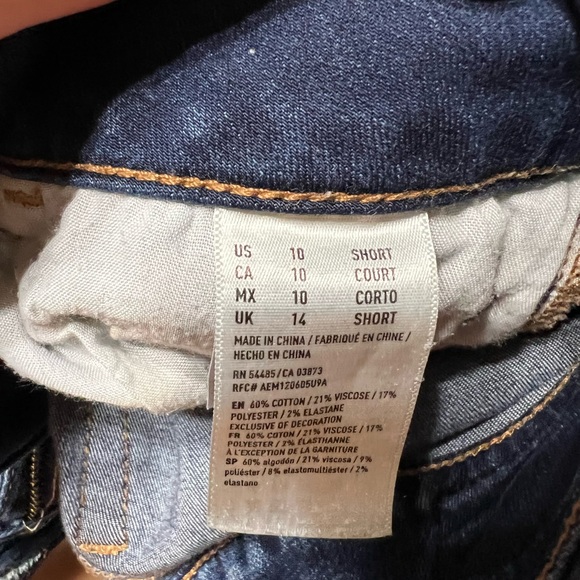 US 10 SHORT
CA 10 COURT
MX 10 CORTO
UK 14 SHORT
MADE IN CHINA / FABRIQUÉ EN CHINE /
HECHO EN CHINA
RN 54485/CA 03873
RFC# AEM120605U9A
EN 60% COTTON / 21% VISCOSE / 17%
POLYESTER / 2% ELASTANE
EXCLUSIVE OF DECORATION
FR 60% COTON / 21% VISCOSE / 17%
POLYESTER / 2% ÉLASTHANNE
À L'EXCEPTION DE LA GARNITURE
SP 60% algodón / 21% viscosa / 9%
poliéster / 8% elastomultiéster / 2%
elastano